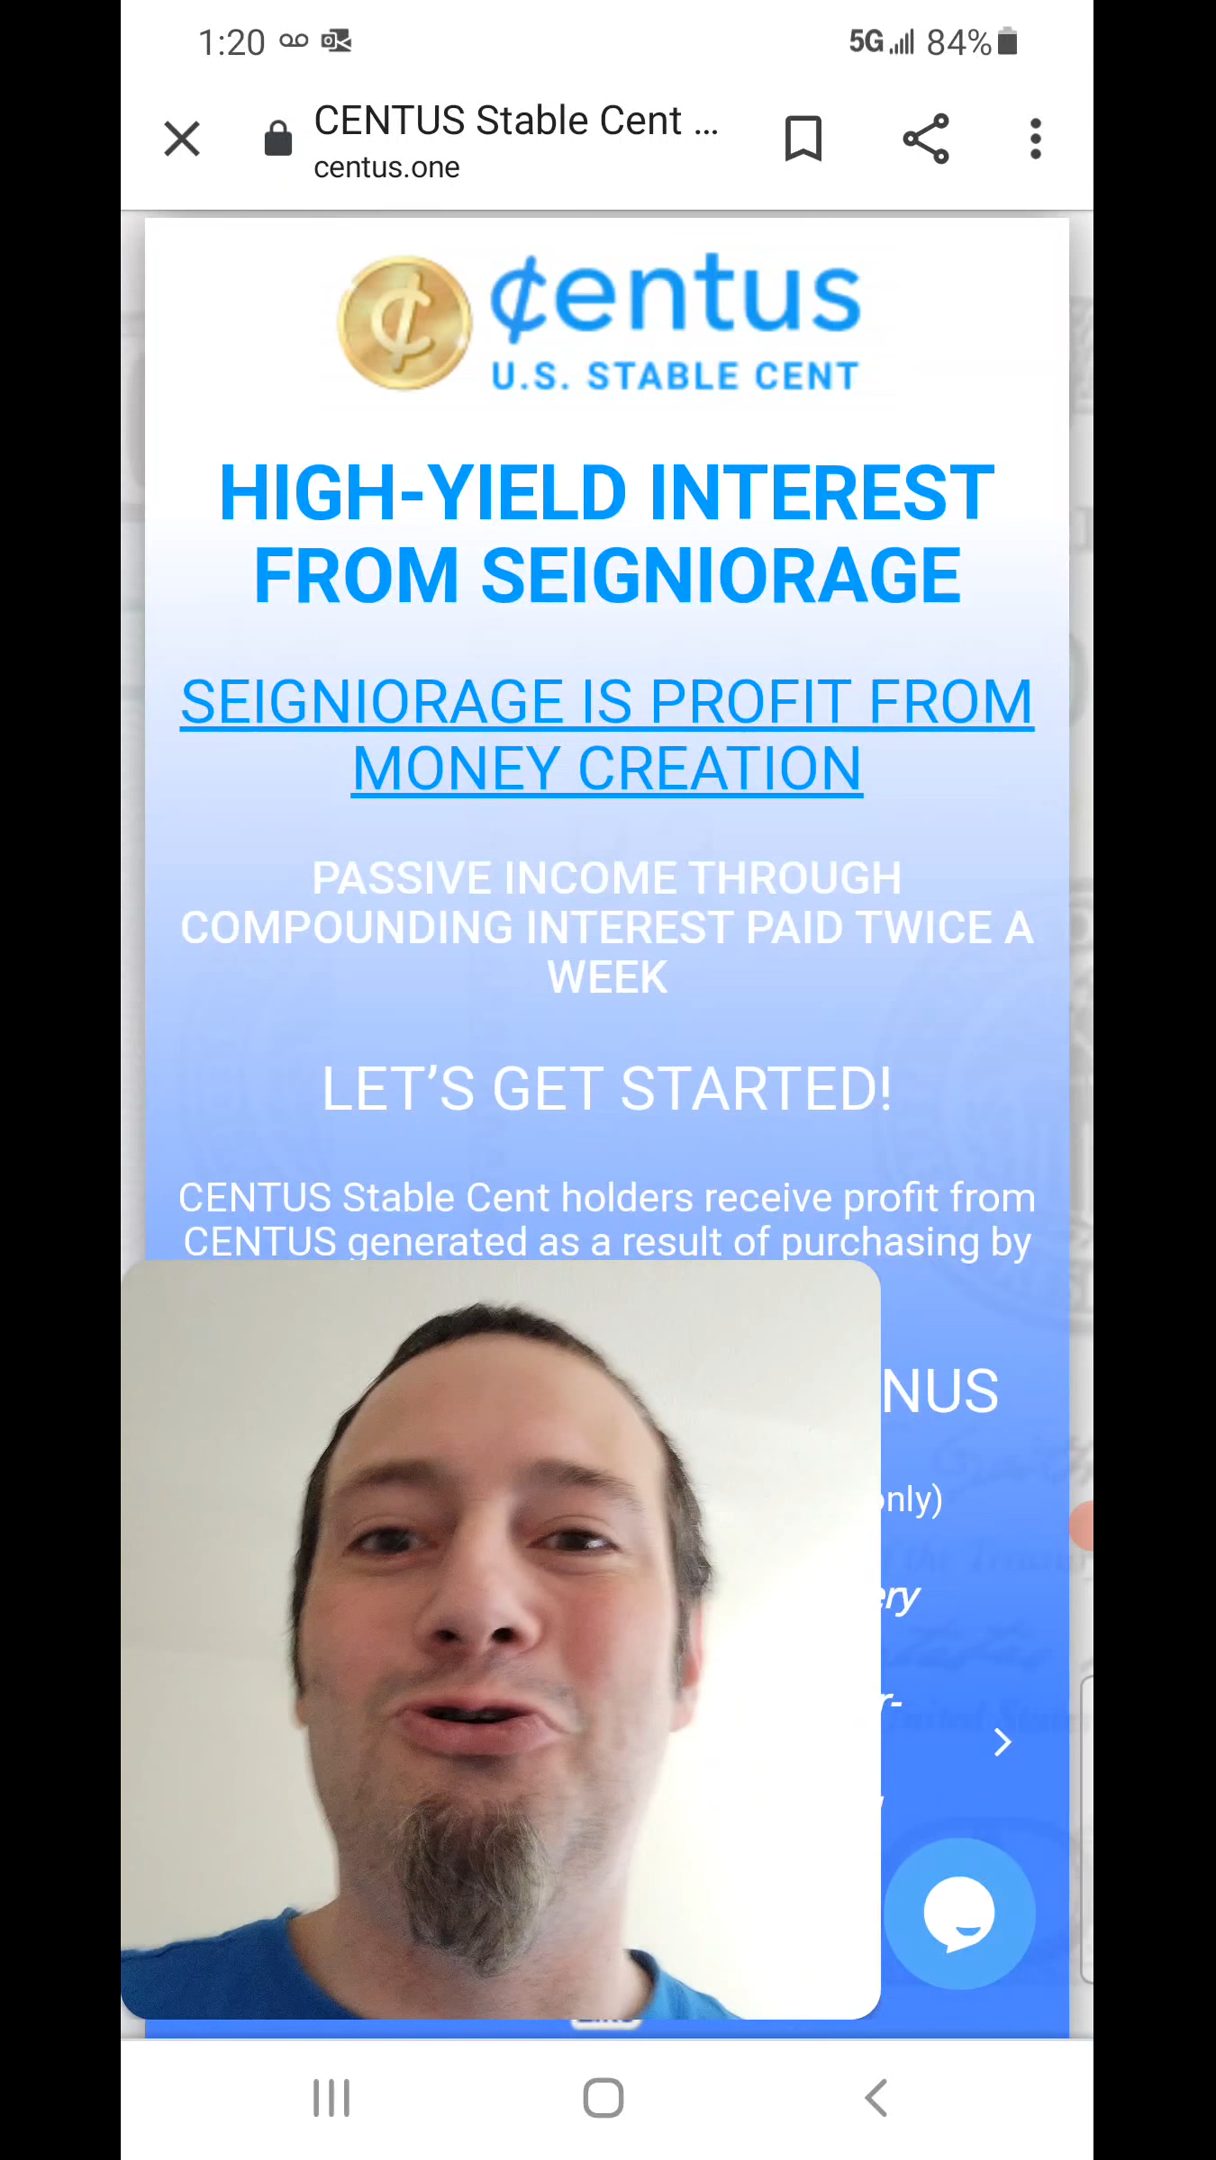 1:20
5G 84%
CENTUS Stable Cent ...
centus.one
¢entus
U.S. STABLE CENT
HIGH-YIELD INTEREST
FROM SEIGNIORAGE
SEIGNIORAGE IS PROFIT FROM
MONEY CREATION
PASSIVE INCOME THROUGH
COMPOUNDING INTEREST PAID TWICE A
WEEK
LET’S GET STARTED!
CENTUS Stable Cent holders receive profit from
CENTUS generated as a result of purchasing by
NUS
only)
ery
r-